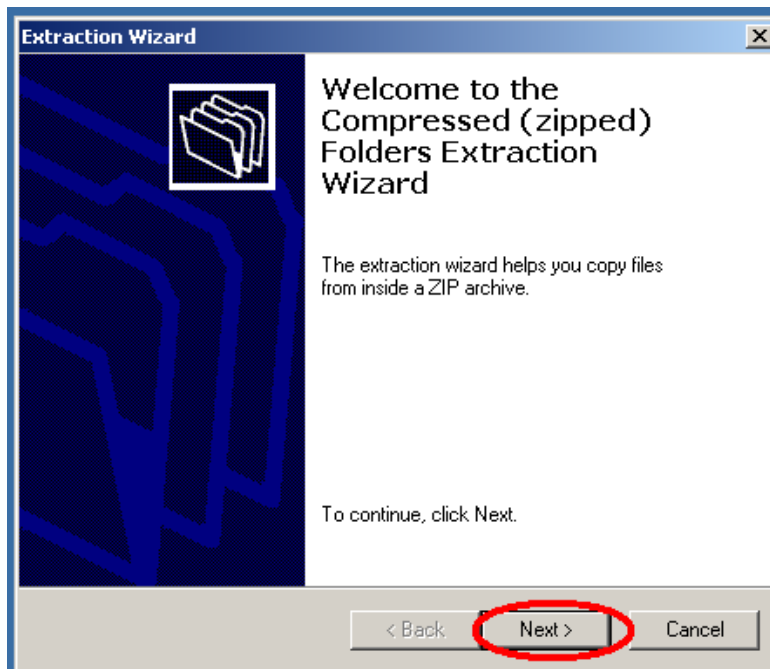 Extraction Wizard
Welcome to the
Compressed (zipped)
Folders Extraction
Wizard
The extraction wizard helps you copy files
from inside a ZIP archive.
To continue, click Next.
< Back Next > Cancel